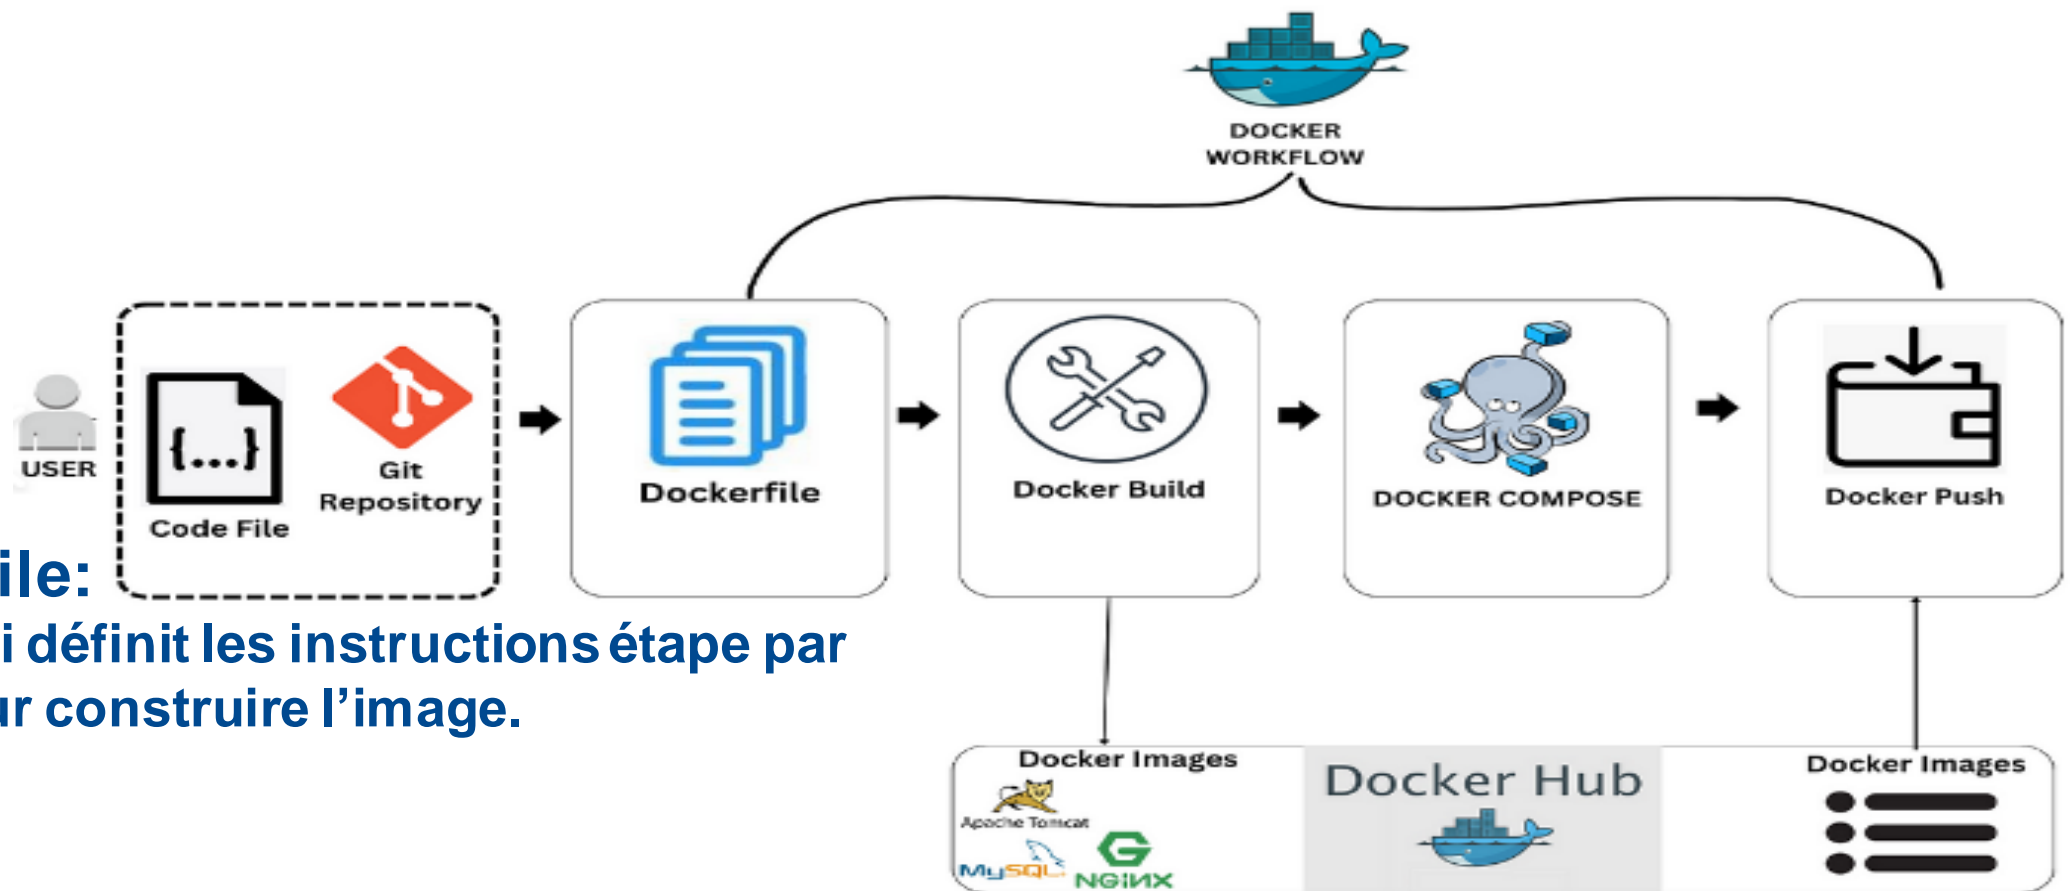 DOCKER
WORKFLOW
USER
{...}
Code File
Git
Repository
Dockerfile
Docker Build
DOCKER COMPOSE
Docker Push
ile:
i définit les instructions étape par
ur construire l’image.
Docker Images
Apache Tomcat
MySQL
NGiNX
Docker Hub
Docker Images